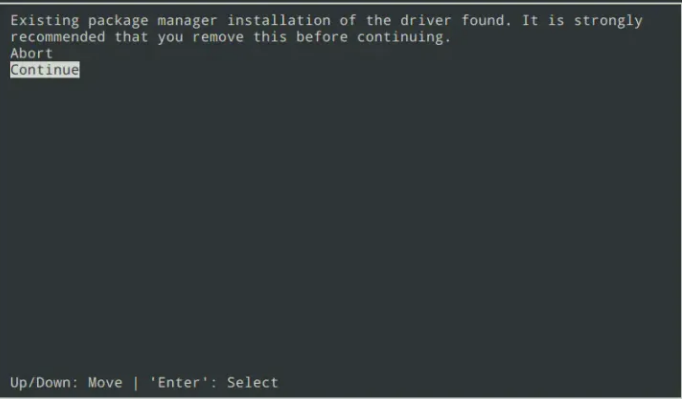 Existing package manager installation of the driver found. It is strongly
recommended that you remove this before continuing.
Abort
Continue
Up/Down: Move | 'Enter': Select